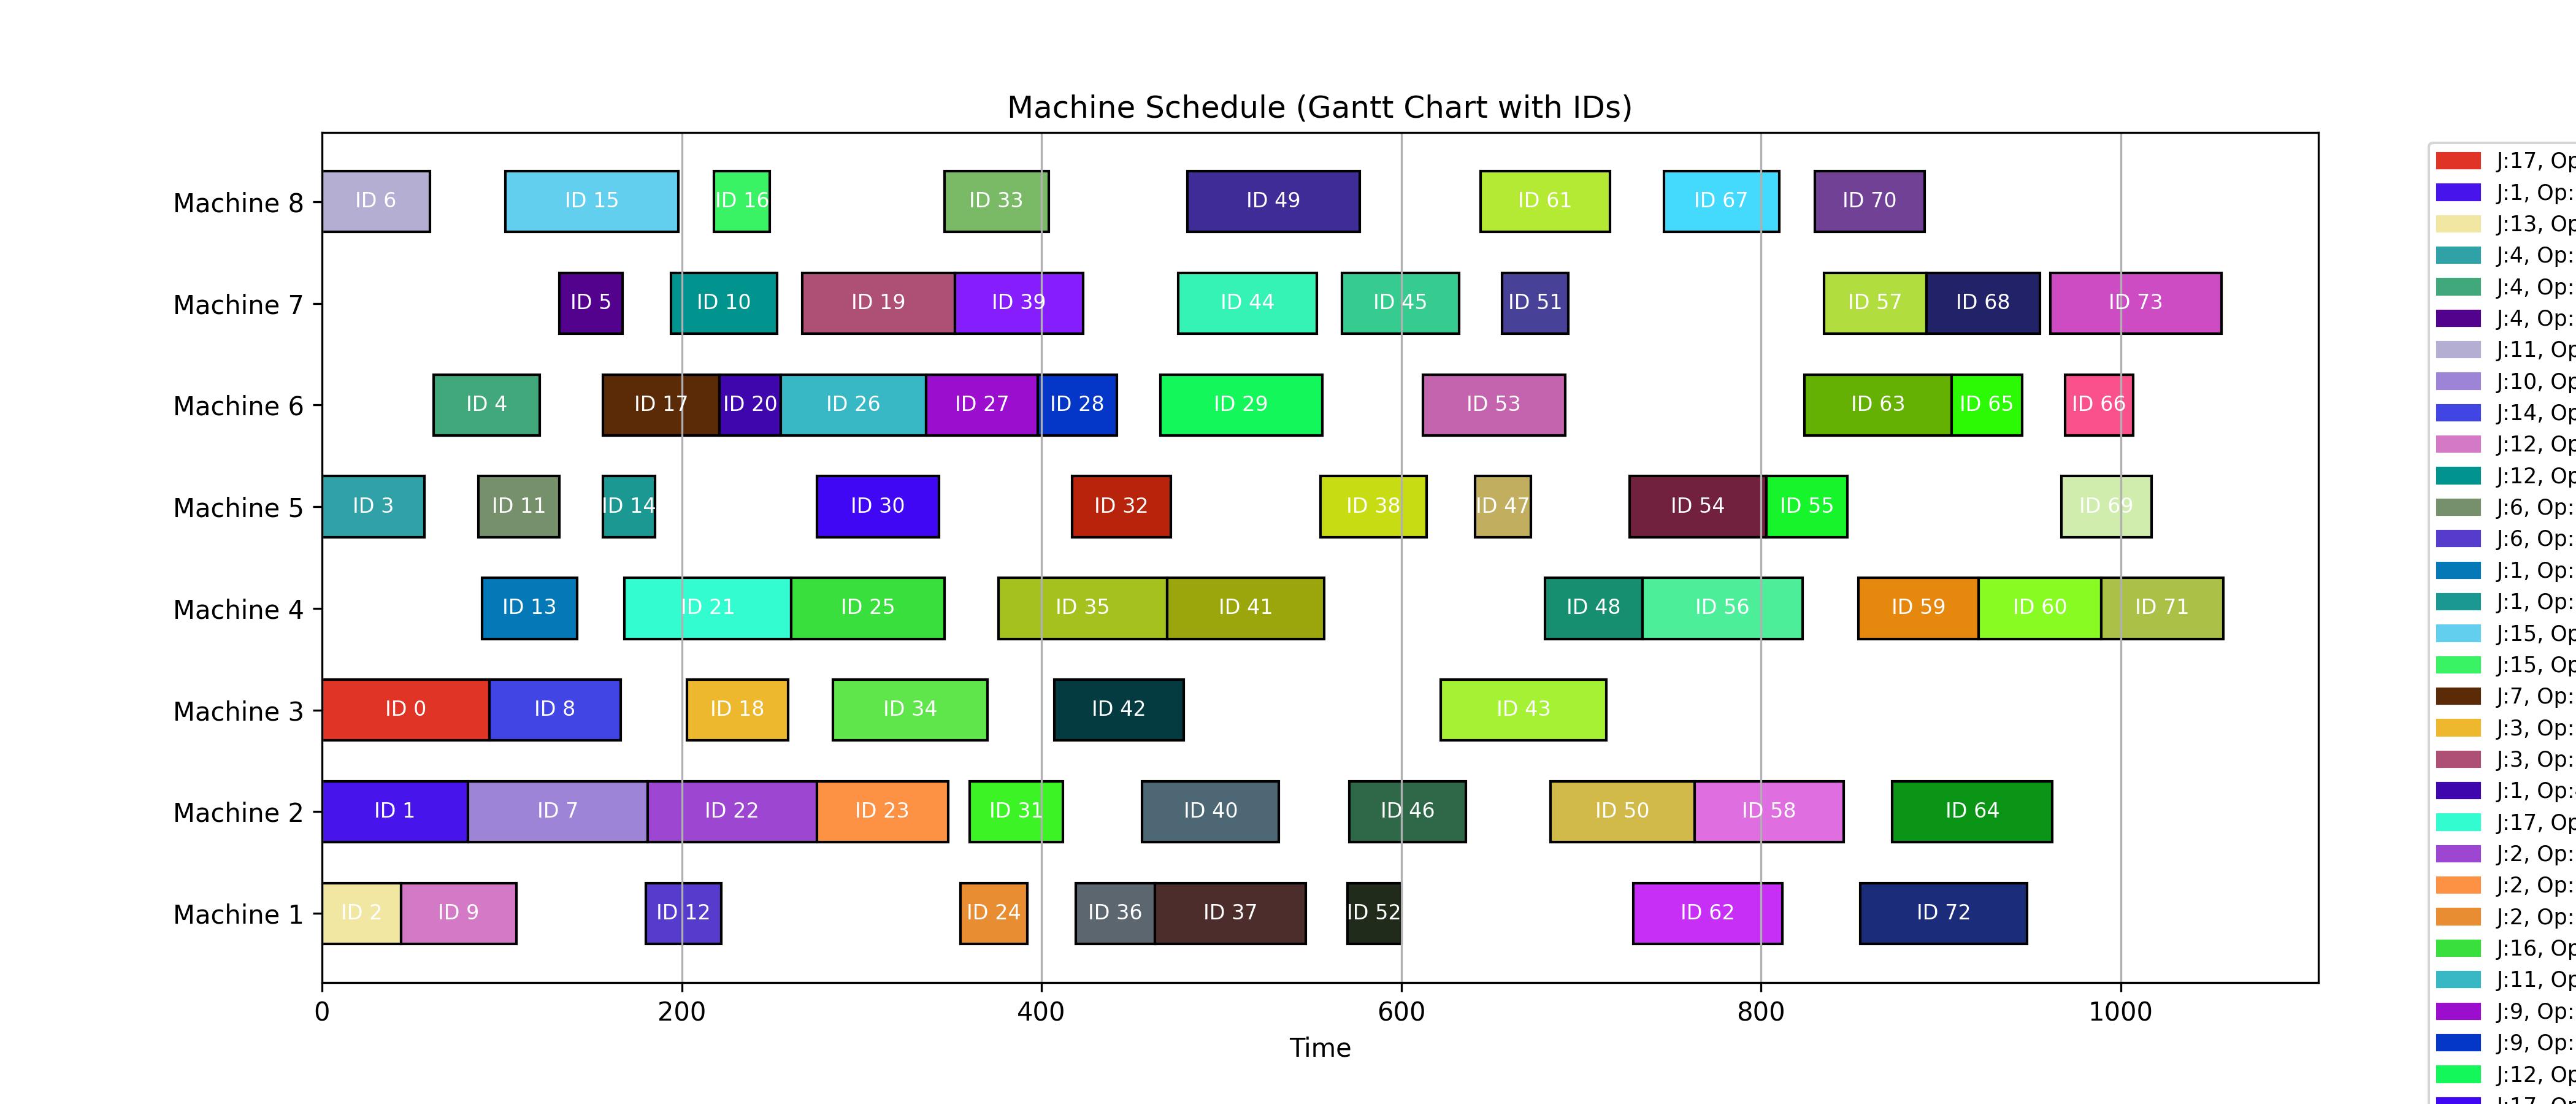 Machine Schedule (Gantt Chart with IDs)
Machine 8
ID 6
ID 15
ID 16
ID 33
ID 49
ID 61
ID 67
ID 70
Machine 7
ID 5
ID 10
ID 19
ID 39
ID 44
ID 45
ID 51
ID 57
ID 68
ID 73
Machine 6
ID 4
ID 17
ID 20
ID 26
ID 27
ID 28
ID 29
ID 53
ID 63
ID 65
ID 66
Machine 5
ID 3
ID 11
ID 14
ID 30
ID 32
ID 38
ID 47
ID 54
ID 55
ID 69
Machine 4
ID 13
ID 21
ID 25
ID 35
ID 41
ID 48
ID 56
ID 59
ID 60
ID 71
Machine 3
ID 0
ID 8
ID 18
ID 34
ID 42
ID 43
Machine 2
ID 1
ID 7
ID 22
ID 23
ID 31
ID 40
ID 46
ID 50
ID 58
ID 64
Machine 1
ID 2
ID 9
ID 12
ID 24
ID 36
ID 37
ID 52
ID 62
ID 72
0
200
400
600
800
1000
Time
J:17, Op
J:1, Op:
J:13, Op
J:4, Op:
J:4, Op:
J:4, Op:
J:11, Op
J:10, Op
J:14, Op
J:12, Op
J:12, Op
J:6, Op:
J:6, Op:
J:1, Op:
J:1, Op:
J:15, Op
J:15, Op
J:7, Op:
J:3, Op:
J:3, Op:
J:1, Op:
J:17, Op
J:2, Op:
J:2, Op:
J:2, Op:
J:16, Op
J:11, Op
J:9, Op:
J:9, Op:
J:12, Op
J:17, Op